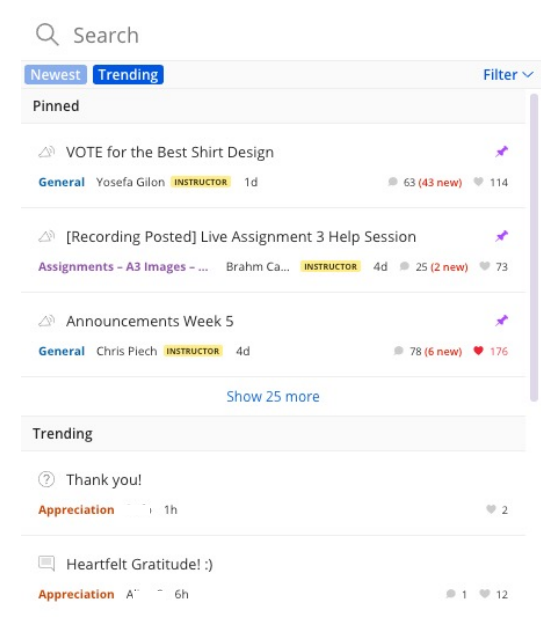 Search
Newest Trending Filter
Pinned
VOTE for the Best Shirt Design
General Yosefa Gilon INSTRUCTOR 1d 63 (43 new) 114
[Recording Posted] Live Assignment 3 Help Session
Assignments – A3 Images – ... Brahm Ca... INSTRUCTOR 4d 25 (2 new) 73
Announcements Week 5
General Chris Piech INSTRUCTOR 4d 78 (6 new) 176
Show 25 more
Trending
Thank you!
Appreciation 1h 2
Heartfelt Gratitude! :)
Appreciation 6h 1 12